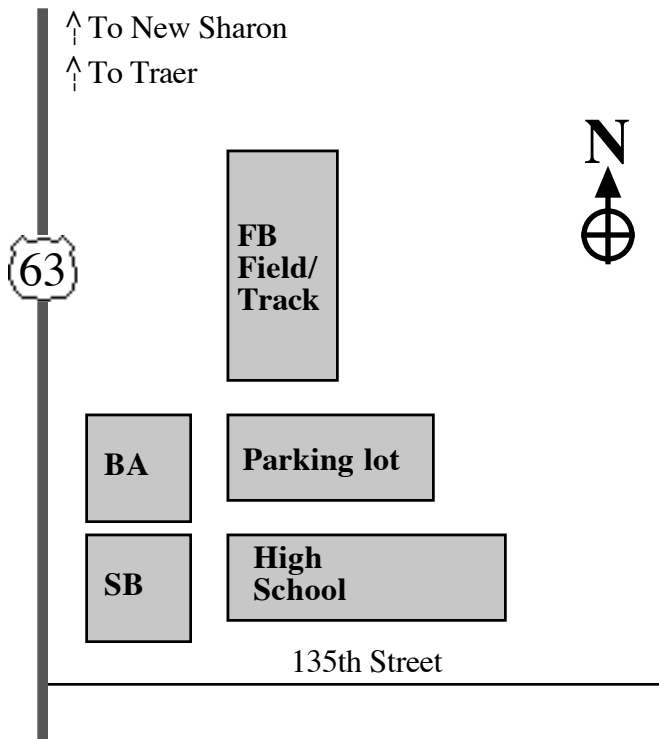 To New Sharon
To Traer
N
FB
Field/
Track
63
BA
Parking lot
SB
High
School
135th Street